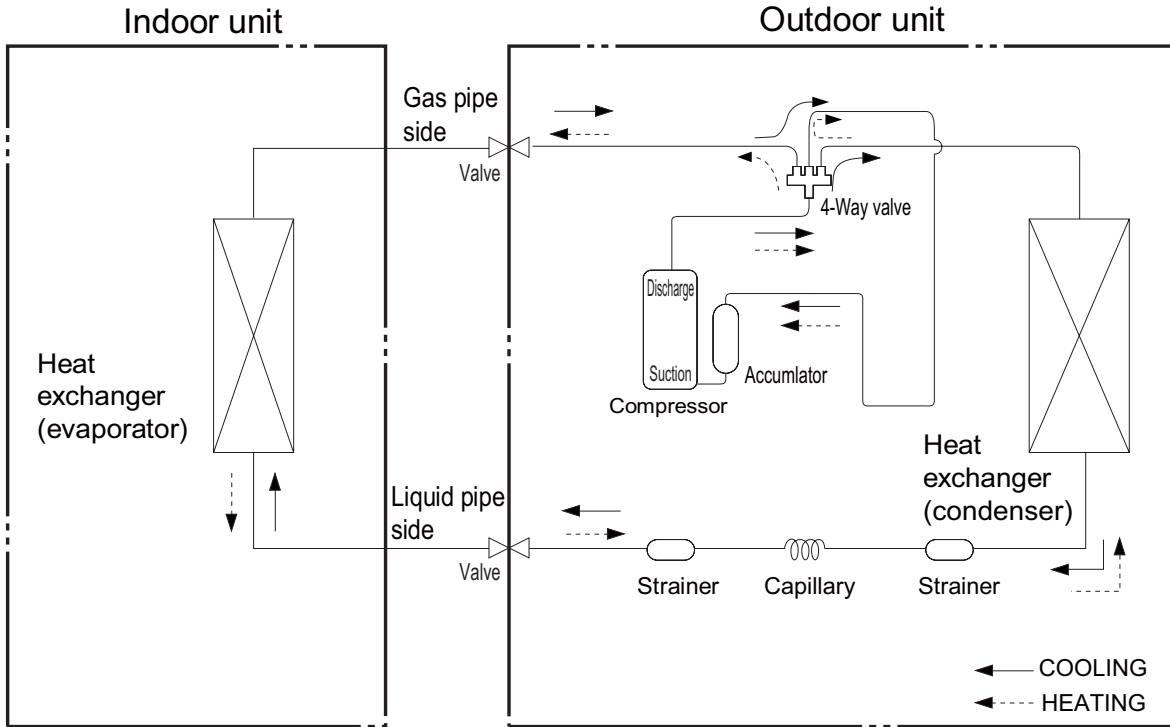 Indoor unit
Outdoor unit
Gas pipe
side
Valve
4-Way valve
Discharge
Suction
Accumlator
Compressor
Heat
exchanger
(evaporator)
Heat
exchanger
(condenser)
Liquid pipe
side
Valve
Strainer
Capillary
Strainer
COOLING
HEATING